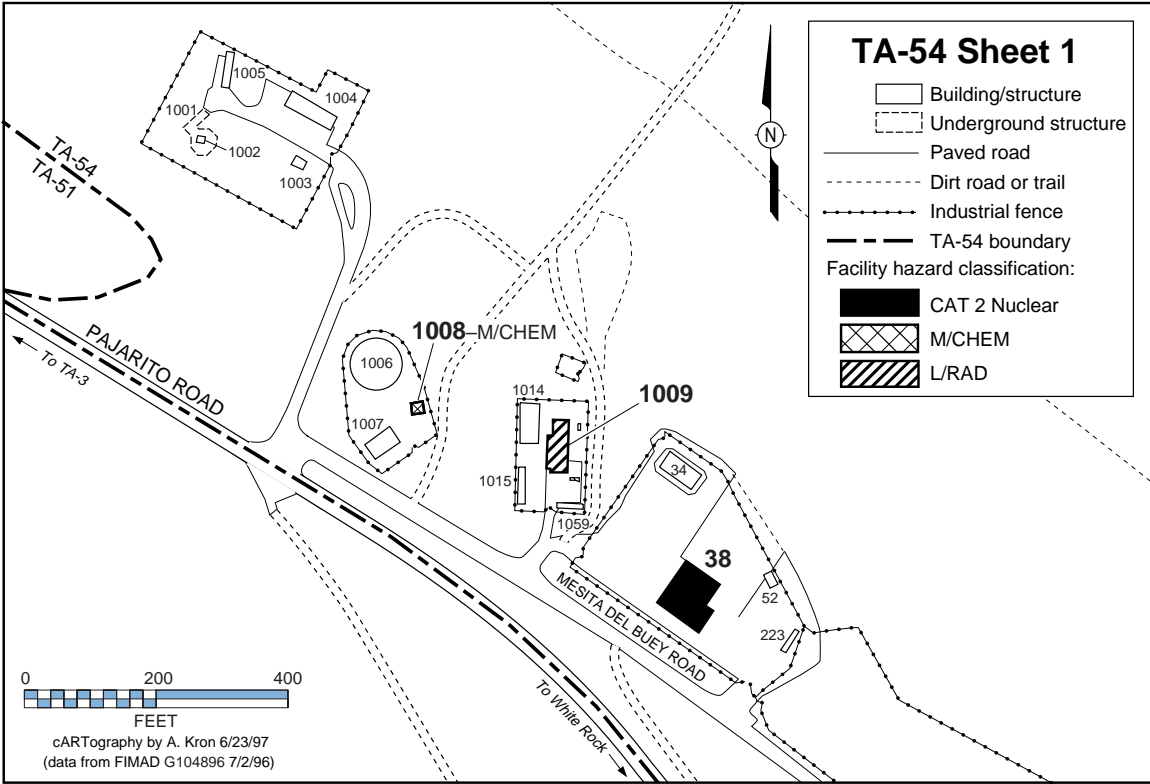 TA-54 Sheet 1
Building/structure
Underground structure
Paved road
Dirt road or trail
Industrial fence
TA-54 boundary
Facility hazard classification:
CAT 2 Nuclear
M/CHEM
L/RAD
N
1005
1004
1001
1002
1003
TA-54
TA-51
PAJARITO ROAD
To TA-3
1008–M/CHEM
1006
1007
1014
1009
1015
1059
34
38
52
223
MESITA DEL BUEY ROAD
To White Rock
0 200 400
FEET
cARTography by A. Kron 6/23/97
(data from FIMAD G104896 7/2/96)